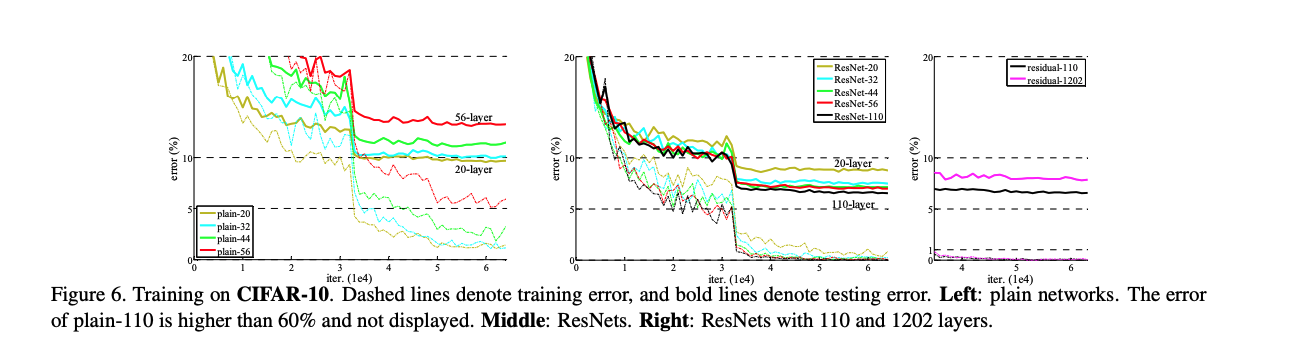 20
10
5
0
error (%)
0 1 2 3 4 5 6
iter. (1e4)
56-layer
20-layer
plain-20
plain-32
plain-44
plain-56
20
10
5
0
error (%)
0 1 2 3 4 5 6
iter. (1e4)
ResNet-20
ResNet-32
ResNet-44
ResNet-56
ResNet-110
20-layer
110-layer
20
10
5
1
0
error (%)
4 5 6
iter. (1e4)
residual-110
residual-1202
Figure 6. Training on CIFAR-10. Dashed lines denote training error, and bold lines denote testing error. Left: plain networks. The error
of plain-110 is higher than 60% and not displayed. Middle: ResNets. Right: ResNets with 110 and 1202 layers.